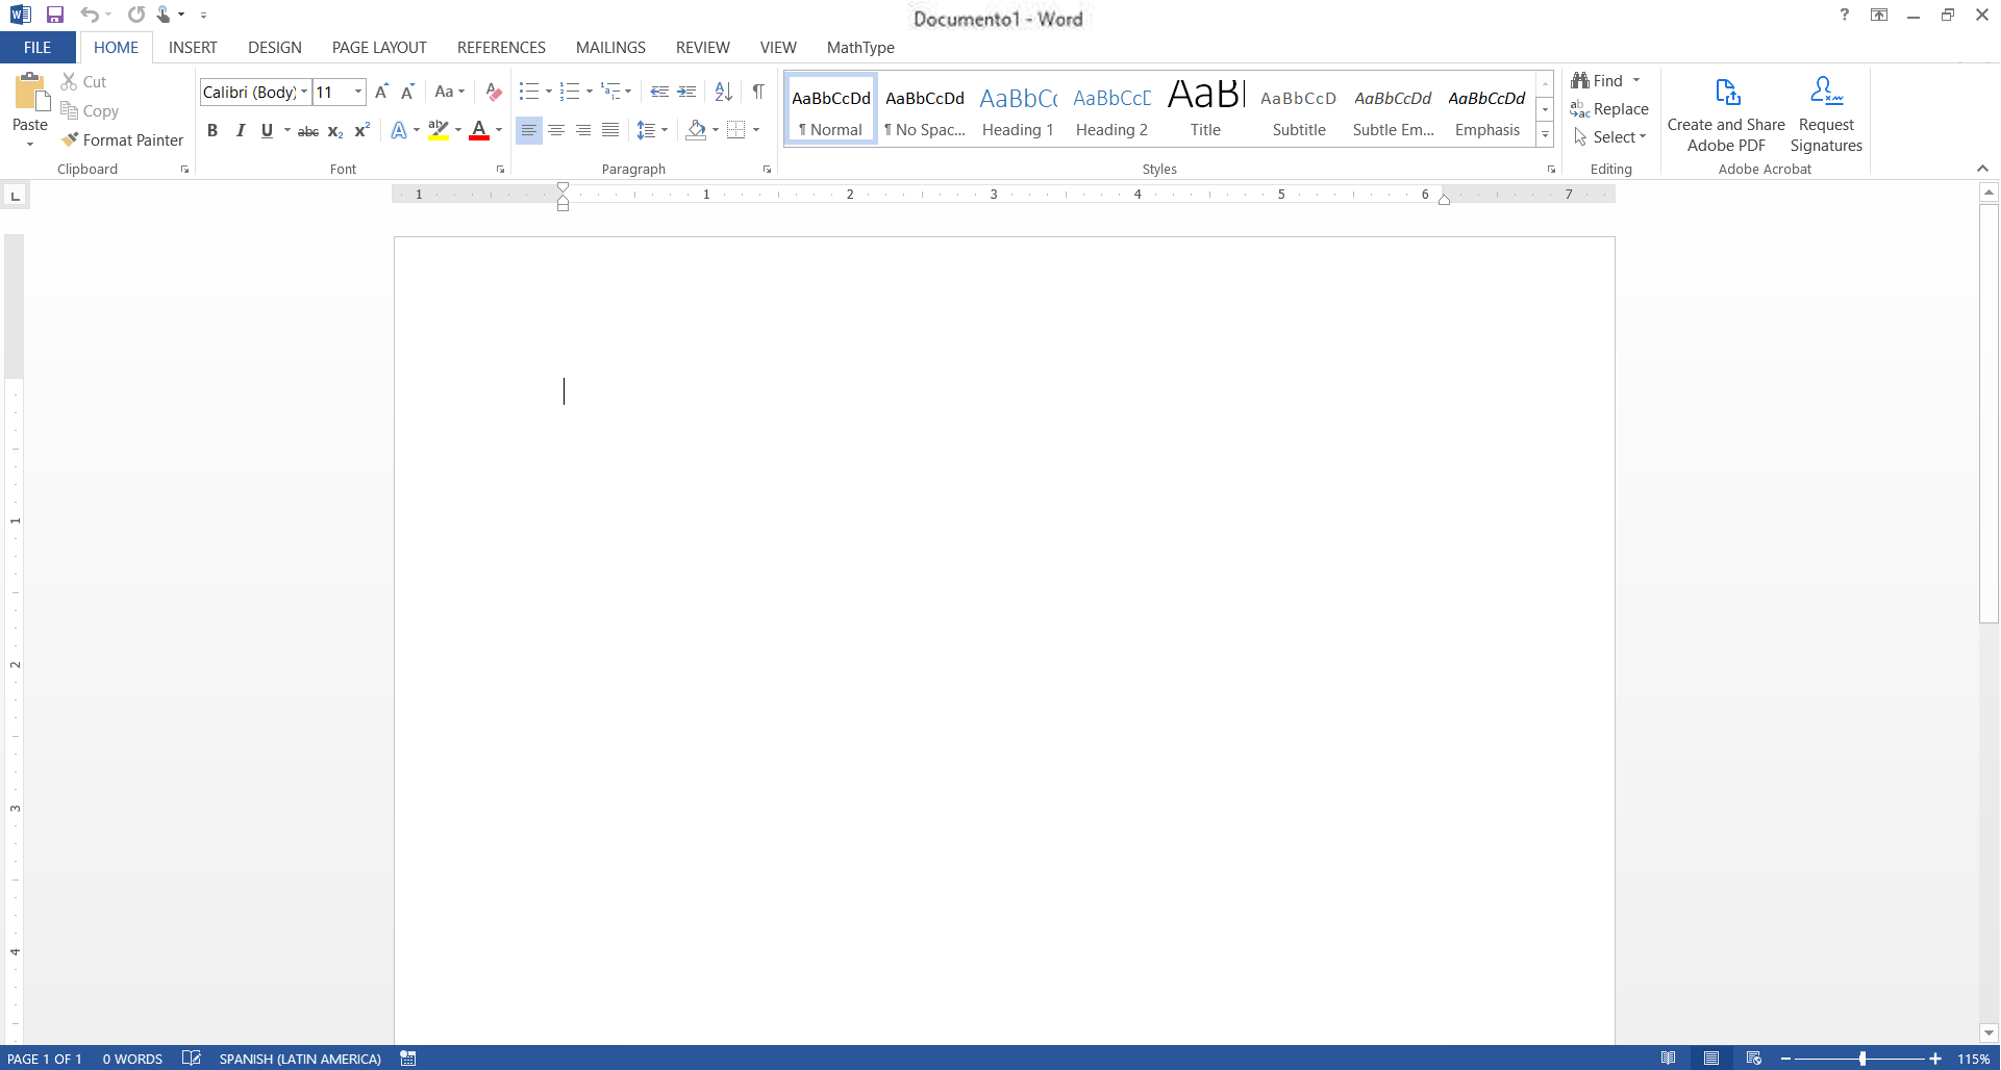 Documento1 - Word
FILE HOME INSERT DESIGN PAGE LAYOUT REFERENCES MAILINGS REVIEW VIEW MathType
Paste
Cut
Copy
Format Painter
Clipboard
Calibri (Body) 11 Aa
B I U abc x₂ x² A ab A
Font
Paragraph
AaBbCcDd AaBbCcDd AaBbCc AaBbCcD AaB AaBbCcD AaBbCcDd AaBbCcDd
¶ Normal ¶ No Spac... Heading 1 Heading 2 Title Subtitle Subtle Em... Emphasis
Styles
Find
Replace
Select
Editing
Create and Share
Adobe PDF
Request
Signatures
Adobe Acrobat
1 1 2 3 4 5 6 7
1
2
3
4
PAGE 1 OF 1 0 WORDS SPANISH (LATIN AMERICA) 115%